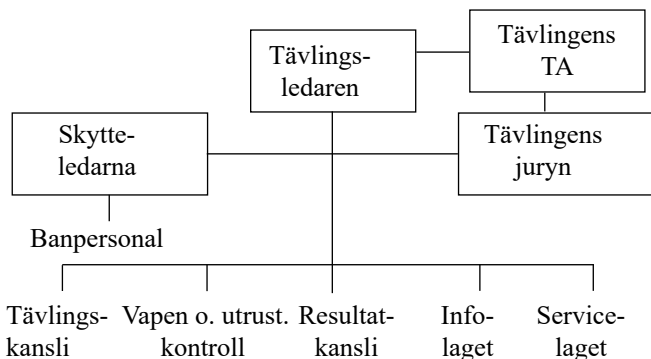 Tävlings-
ledaren
Tävlingens
TA
Skytte-
ledarna
Tävlingens
juryn
Banpersonal
Tävlings-
kansli
Vapen o. utrust.
kontroll
Resultat-
kansli
Info-
laget
Service-
laget